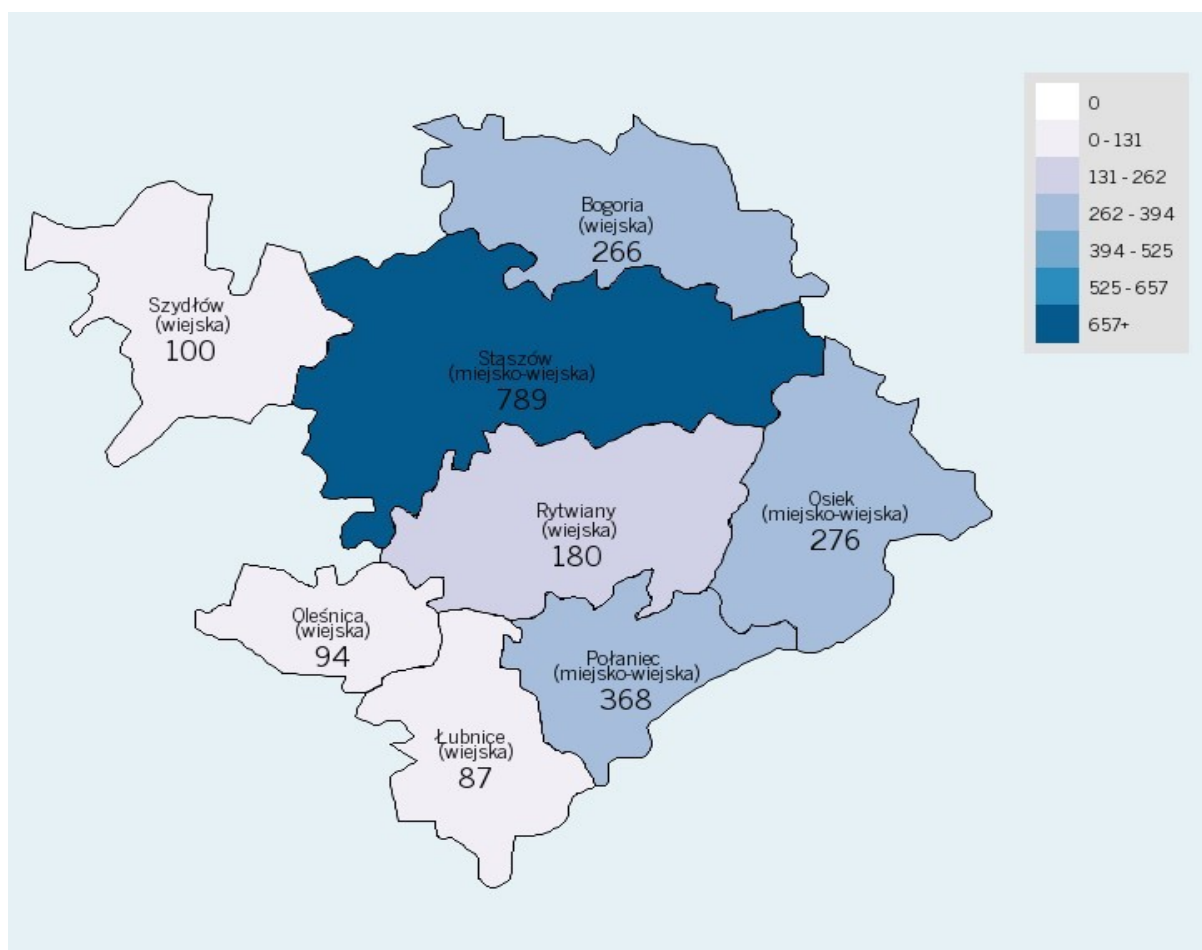 0
0 - 131
131 - 262
262 - 394
394 - 525
525 - 657
657+
Bogoria
(wiejska)
266
Szydłów
(wiejska)
100
Staszów
(miejsko-wiejska)
789
Osiek
(miejsko-wiejska)
276
Rytwiany
(wiejska)
180
Oleśnica
(wiejska)
94
Połaniec
(miejsko-wiejska)
368
Łubnice
(wiejska)
87